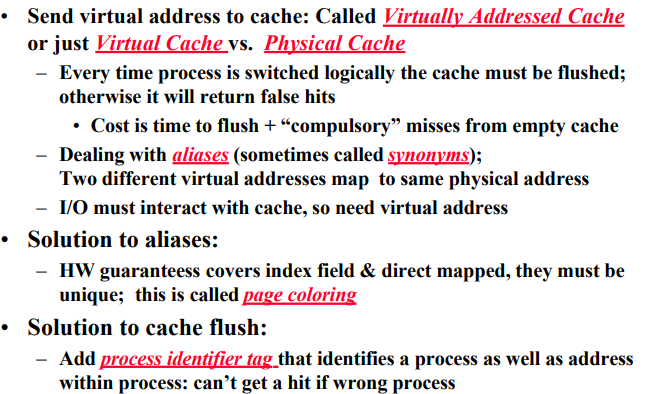 • Send virtual address to cache: Called Virtually Addressed Cache
or just Virtual Cache vs. Physical Cache
– Every time process is switched logically the cache must be flushed;
otherwise it will return false hits
• Cost is time to flush + “compulsory” misses from empty cache
– Dealing with aliases (sometimes called synonyms);
Two different virtual addresses map to same physical address
– I/O must interact with cache, so need virtual address
• Solution to aliases:
– HW guaranteess covers index field & direct mapped, they must be
unique; this is called page coloring
• Solution to cache flush:
– Add process identifier tag that identifies a process as well as address
within process: can’t get a hit if wrong process